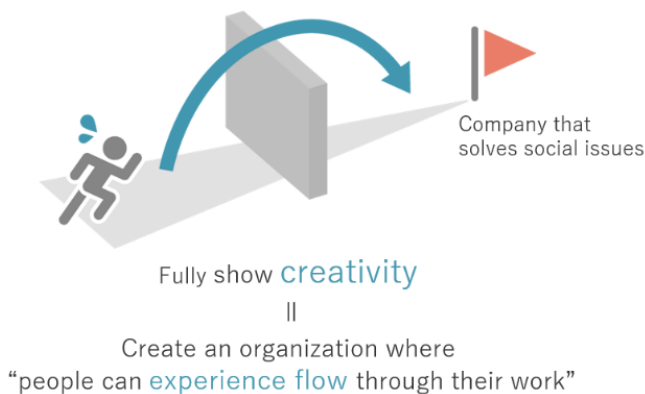 Company that
solves social issues
Fully show creativity
=
Create an organization where
“people can experience flow through their work”